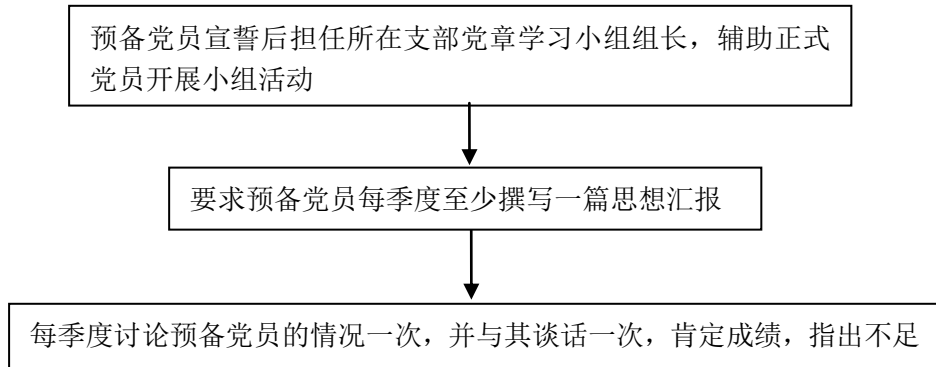 预备党员宣誓后担任所在支部党章学习小组组长，辅助正式
党员开展小组活动
要求预备党员每季度至少撰写一篇思想汇报
每季度讨论预备党员的情况一次，并与其谈话一次，肯定成绩，指出不足